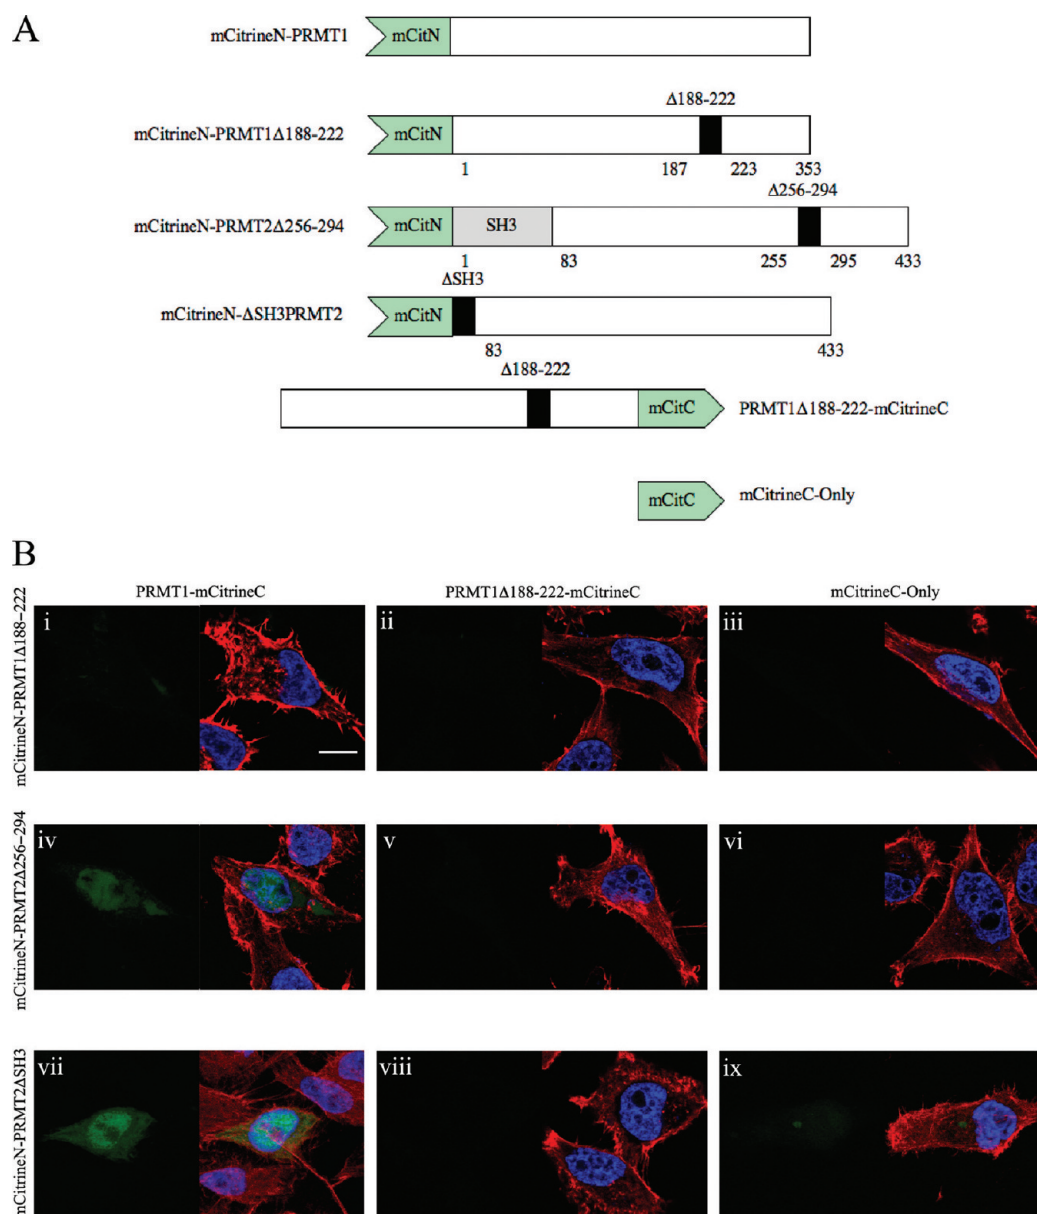 A
mCitrineN-PRMT1
mCitN
Δ188-222
mCitrineN-PRMT1Δ188-222
mCitN
1 187 223 353
Δ256-294
mCitrineN-PRMT2Δ256-294
mCitN SH3
1 83 255 295 433
ΔSH3
mCitrineN-ΔSH3PRMT2
mCitN
83 433
Δ188-222
mCitC PRMT1Δ188-222-mCitrineC
mCitC mCitrineC-Only
B
PRMT1-mCitrineC PRMT1Δ188-222-mCitrineC mCitrineC-Only
mCitrineN-PRMT1Δ188-222
i ii iii
mCitrineN-PRMT2Δ256-294
iv v vi
mCitrineN-PRMT2ΔSH3
vii viii ix